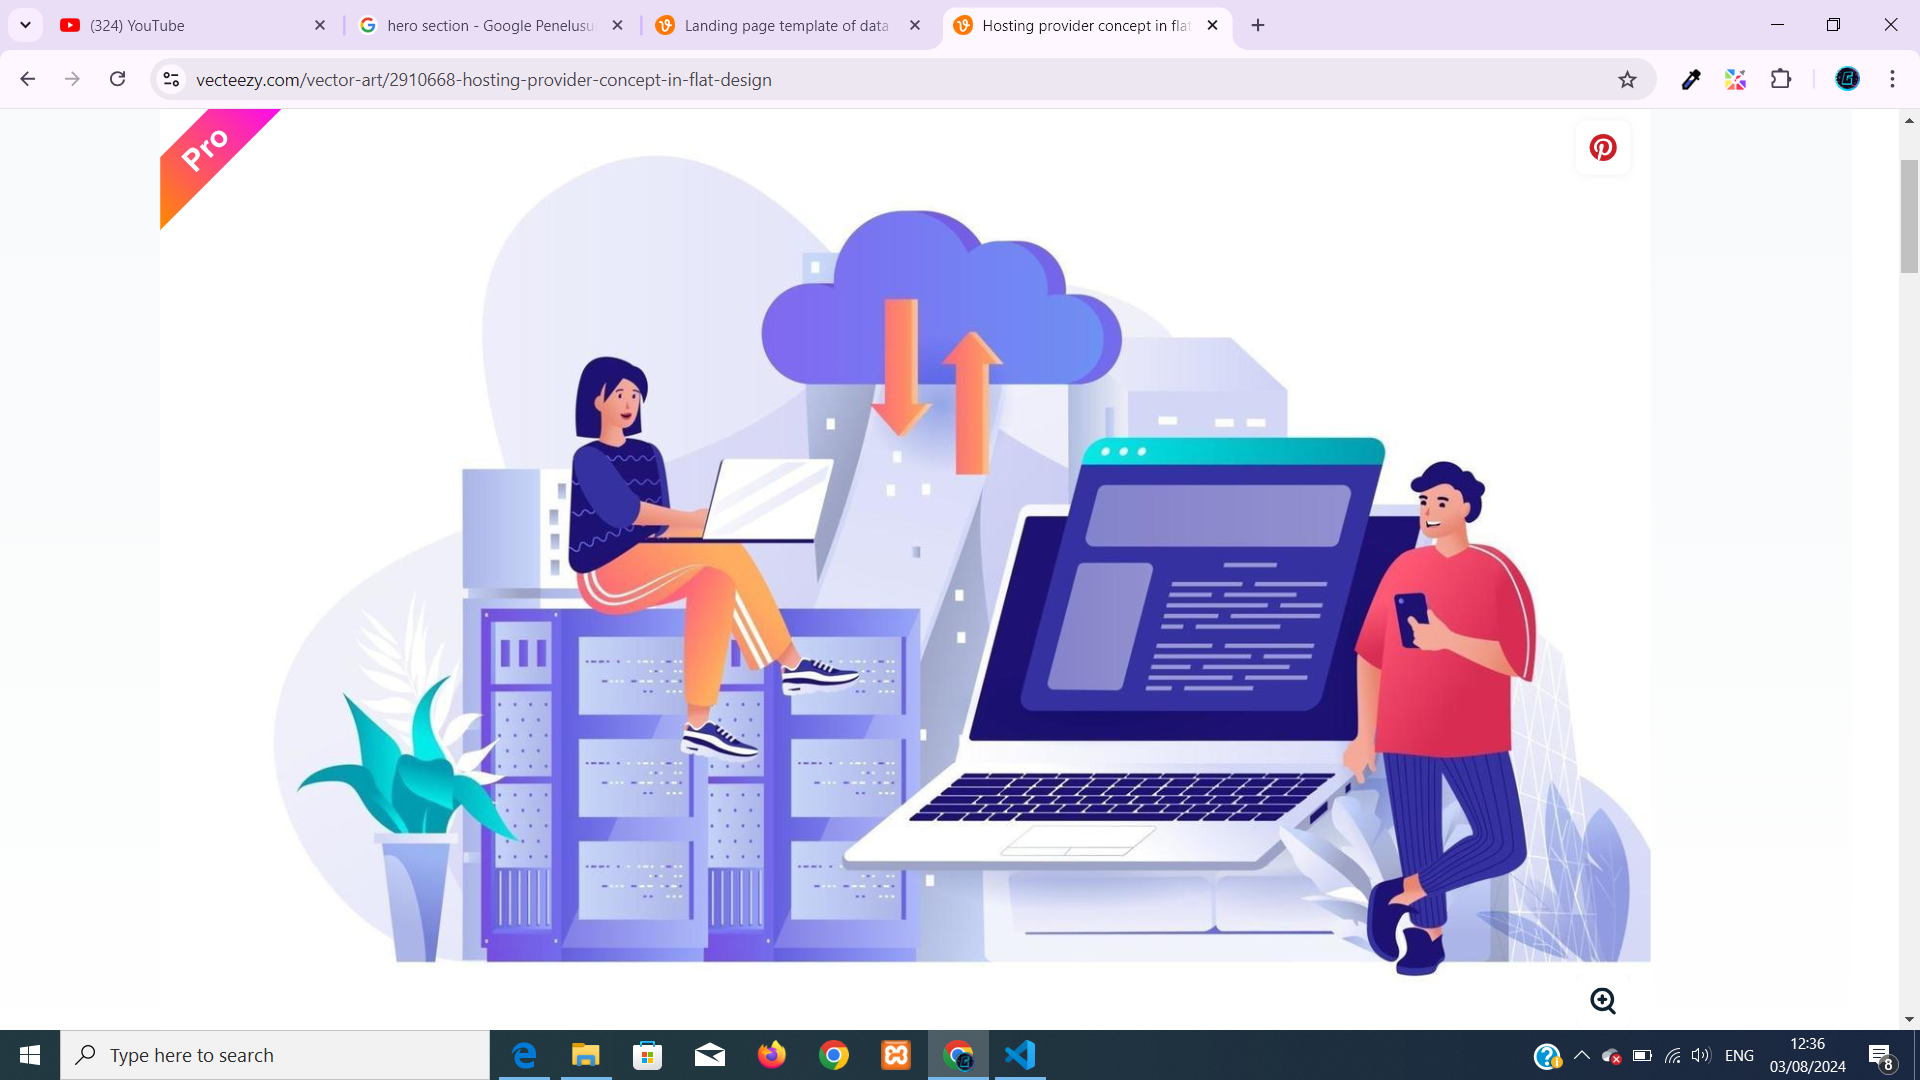 (324) YouTube
hero section - Google Penelusu
Landing page template of data
Hosting provider concept in flat
vecteezy.com/vector-art/2910668-hosting-provider-concept-in-flat-design
Pro
Type here to search
ENG
12:36
03/08/2024
8